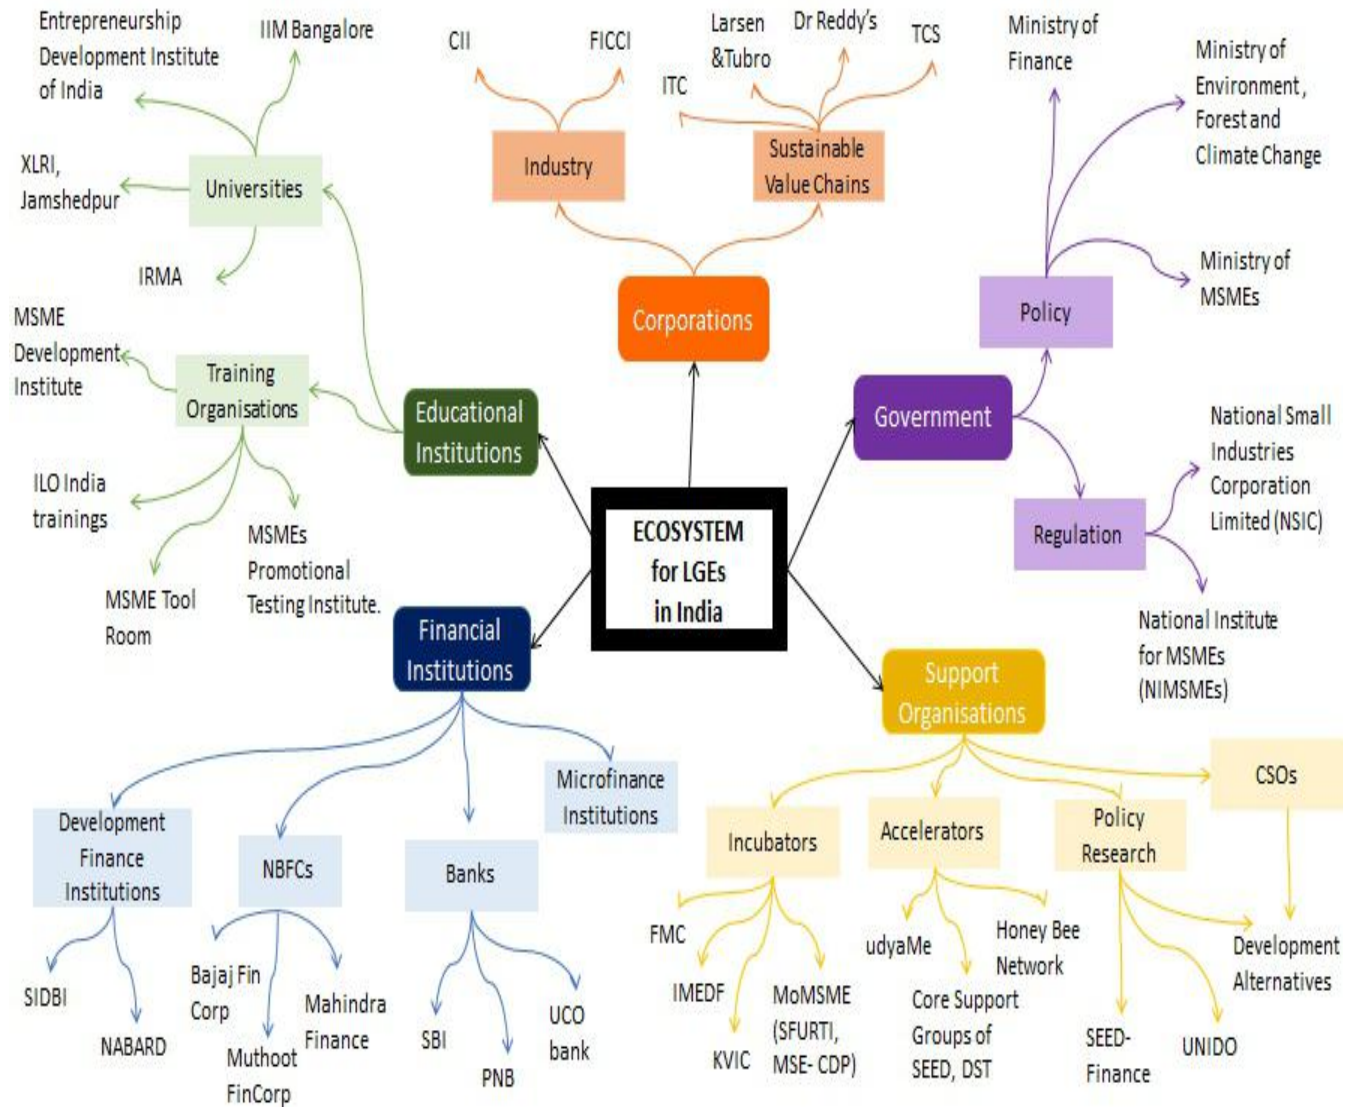 Entrepreneurship
Development Institute
of India
IIM Bangalore
XLRI,
Jamshedpur
Universities
IRMA
MSME
Development
Institute
Training
Organisations
ILO India
trainings
MSME Tool
Room
MSMEs
Promotional
Testing Institute.
Educational
Institutions
CII
FICCI
Industry
ITC
Larsen
&Tubro
Dr Reddy's
TCS
Sustainable
Value Chains
Corporations
Ministry of
Finance
Ministry of
Environment,
Forest and
Climate Change
Ministry of
MSMEs
Policy
Government
Regulation
National Small
Industries
Corporation
Limited (NSIC)
National Institute
for MSMEs
(NIMSMEs)
ECOSYSTEM
for LGEs
in India
Financial
Institutions
Development
Finance
Institutions
SIDBI
NABARD
NBFCs
Bajaj Fin
Corp
Muthoot
FinCorp
Mahindra
Finance
Banks
SBI
PNB
UCO
bank
Microfinance
Institutions
Support
Organisations
Incubators
FMC
IMEDF
KVIC
MoMSME
(SFURTI,
MSE- CDP)
Accelerators
udyaMe
Core Support
Groups of
SEED, DST
Honey Bee
Network
Policy
Research
SEED-
Finance
UNIDO
CSOs
Development
Alternatives